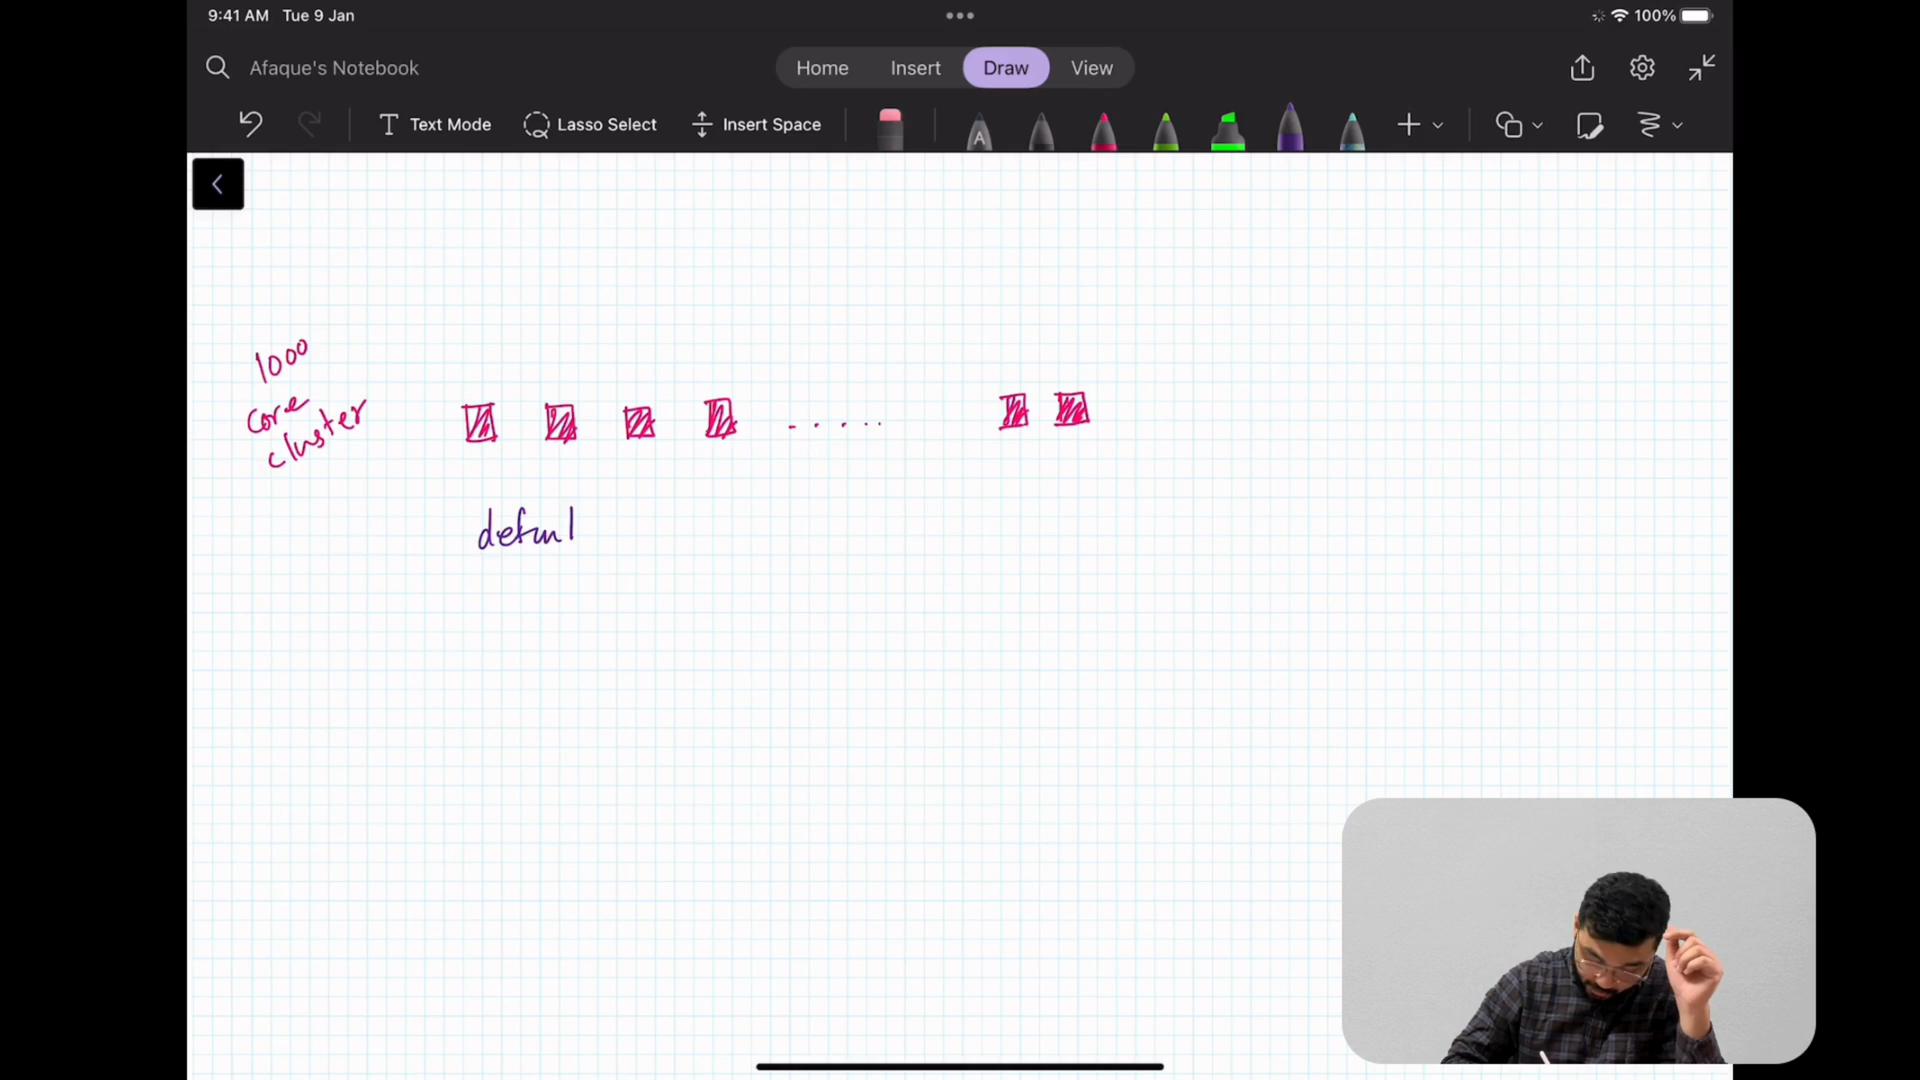 9:41 AM Tue 9 Jan
100%
Afaque's Notebook
Home Insert Draw View
Text Mode Lasso Select Insert Space
A
1000
core
cluster
defaul